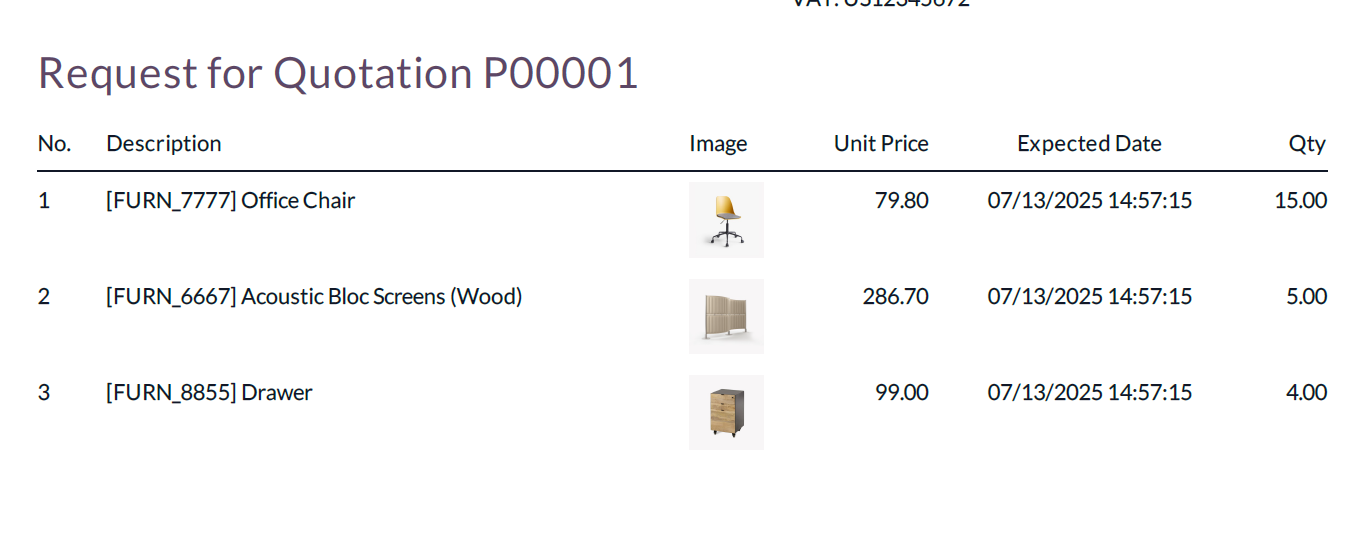 Request for Quotation P00001
No. Description Image Unit Price Expected Date Qty
1 [FURN_7777] Office Chair 79.80 07/13/2025 14:57:15 15.00
2 [FURN_6667] Acoustic Bloc Screens (Wood) 286.70 07/13/2025 14:57:15 5.00
3 [FURN_8855] Drawer 99.00 07/13/2025 14:57:15 4.00